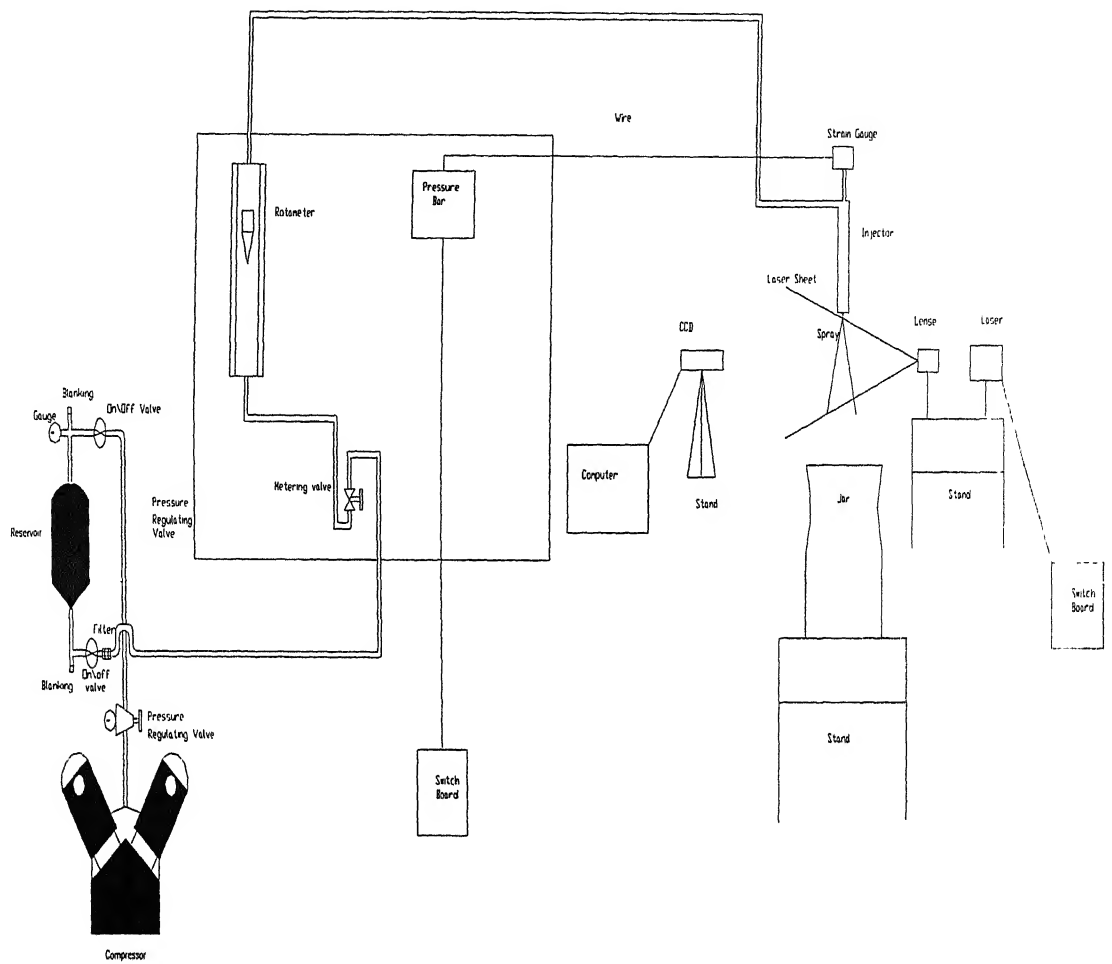 Wire
Strain Gauge
Pressure
Bar
Rotameter
Injector
Laser Sheet
CCD
Spray
Lense
Laser
Blanking
On\Off Valve
Gauge
Computer
Metering valve
Pressure
Regulating
Valve
Stand
Jar
Stand
Reservoir
Switch
Board
Filter
On\off
valve
Blanking
Pressure
Regulating Valve
Stand
Switch
Board
Compressor